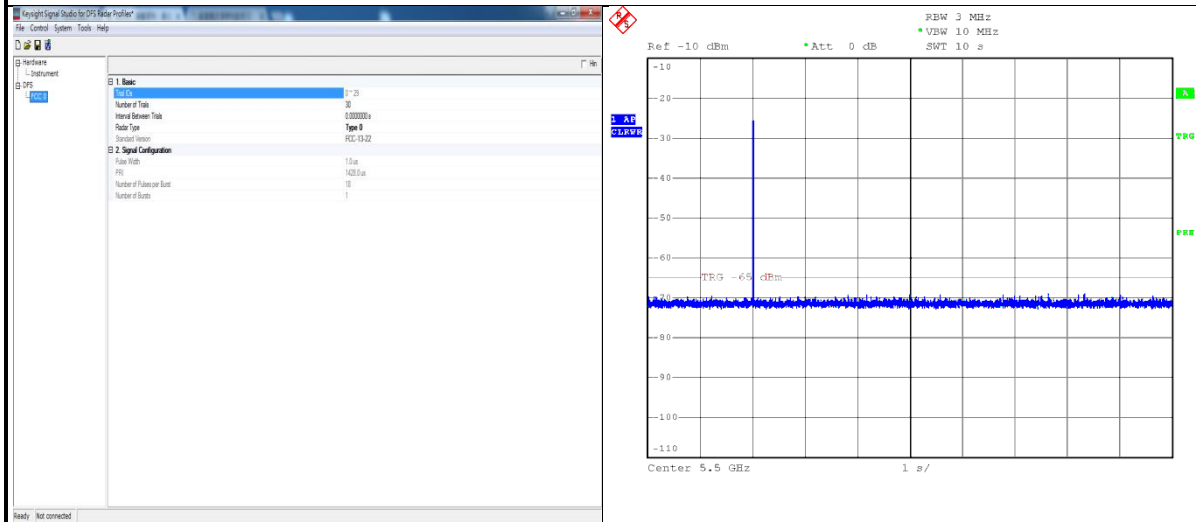 Keysight Signal Studio for DFS Radar Profiles*
File Control System Tools Help
Hardware
Instrument
DFS
FCC 0
Hin
1. Basic
Trial IDs 0 ~ 29
Number of Trials 30
Interval Between Trials 0.0000000 s
Radar Type Type 0
Standard Version FCC-13-22
2. Signal Configuration
Pulse Width 1.0 us
PRI 1428.0 us
Number of Pulses per Burst 18
Number of Bursts 1
Ready Not connected
R S
RBW 3 MHz
*VBW 10 MHz
Ref -10 dBm *Att 0 dB SWT 10 s
-10
A
-20
1 AP
CLRWR
TRG
-30
-40
-50
-60
TRG -65 dBm
-70
-80
-90
-100
-110
Center 5.5 GHz 1 s/